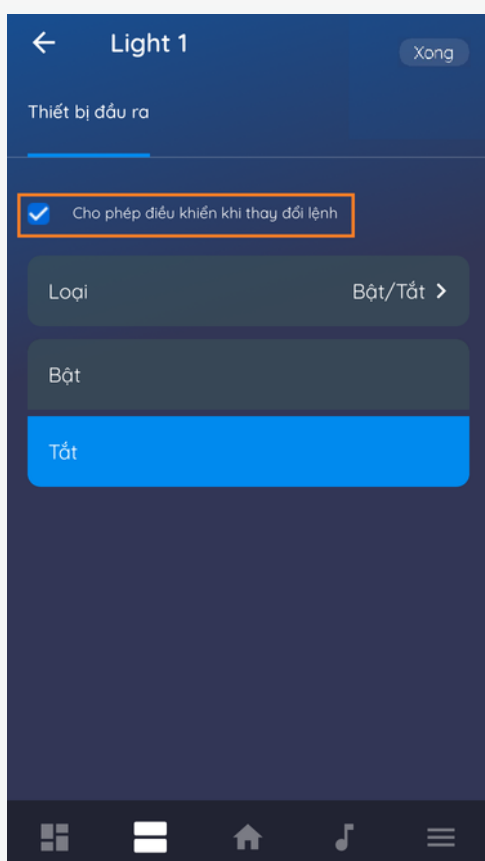 Light 1
Xong
Thiết bị đầu ra
Cho phép điều khiển khi thay đổi lệnh
Loại
Bật/Tắt
Bật
Tắt